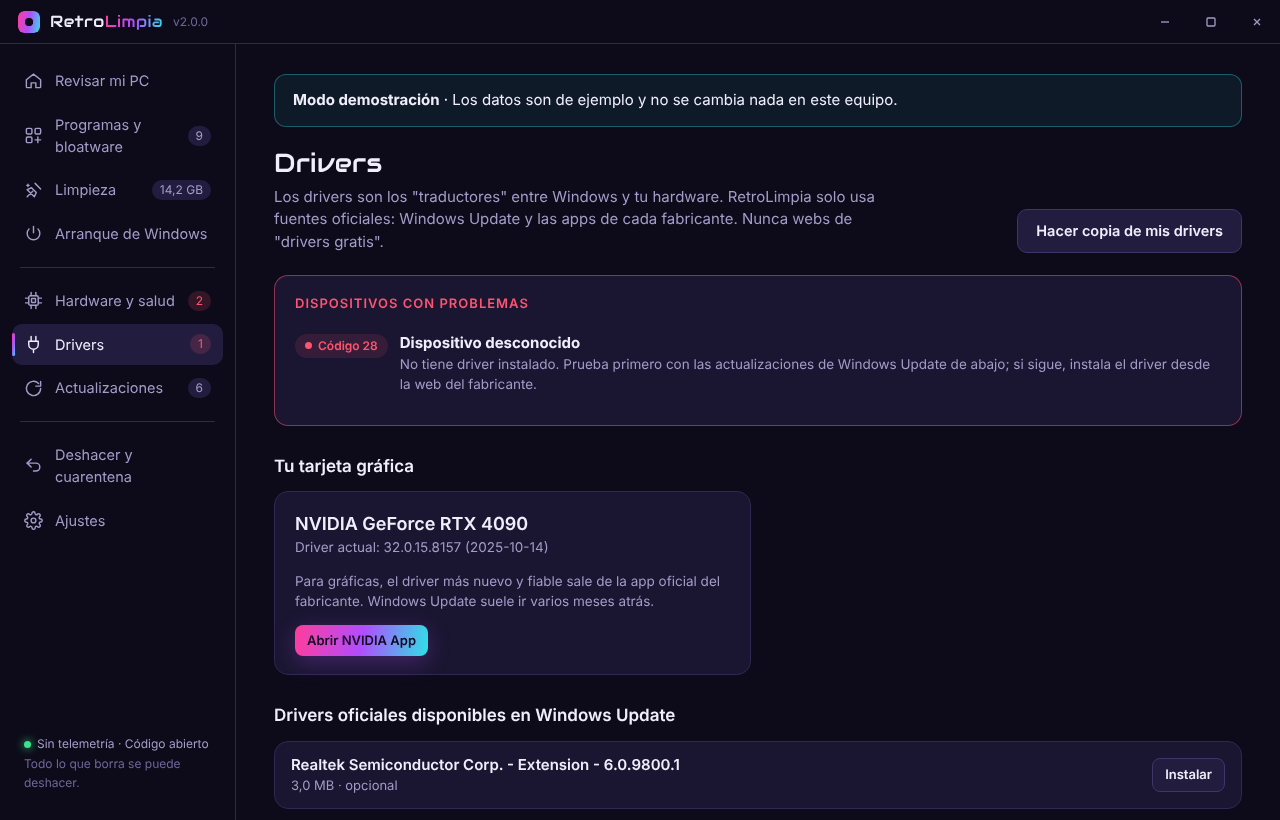 RetroLimpia v2.0.0
Revisar mi PC
Programas y
bloatware
9
Limpieza
14,2 GB
Arranque de Windows
Hardware y salud
2
Drivers
1
Actualizaciones
6
Deshacer y
cuarentena
Ajustes
Sin telemetría · Código abierto
Todo lo que borra se puede
deshacer.
Modo demostración · Los datos son de ejemplo y no se cambia nada en este equipo.
Drivers
Los drivers son los "traductores" entre Windows y tu hardware. RetroLimpia solo usa
fuentes oficiales: Windows Update y las apps de cada fabricante. Nunca webs de
"drivers gratis".
Hacer copia de mis drivers
DISPOSITIVOS CON PROBLEMAS
Código 28
Dispositivo desconocido
No tiene driver instalado. Prueba primero con las actualizaciones de Windows Update de abajo; si sigue, instala el driver desde
la web del fabricante.
Tu tarjeta gráfica
NVIDIA GeForce RTX 4090
Driver actual: 32.0.15.8157 (2025-10-14)
Para gráficas, el driver más nuevo y fiable sale de la app oficial del
fabricante. Windows Update suele ir varios meses atrás.
Abrir NVIDIA App
Drivers oficiales disponibles en Windows Update
Realtek Semiconductor Corp. - Extension - 6.0.9800.1
3,0 MB · opcional
Instalar